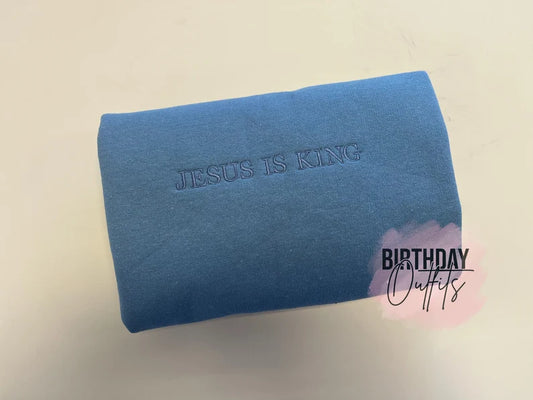 JESUS IS KING
BIRTHDAY
Outfits